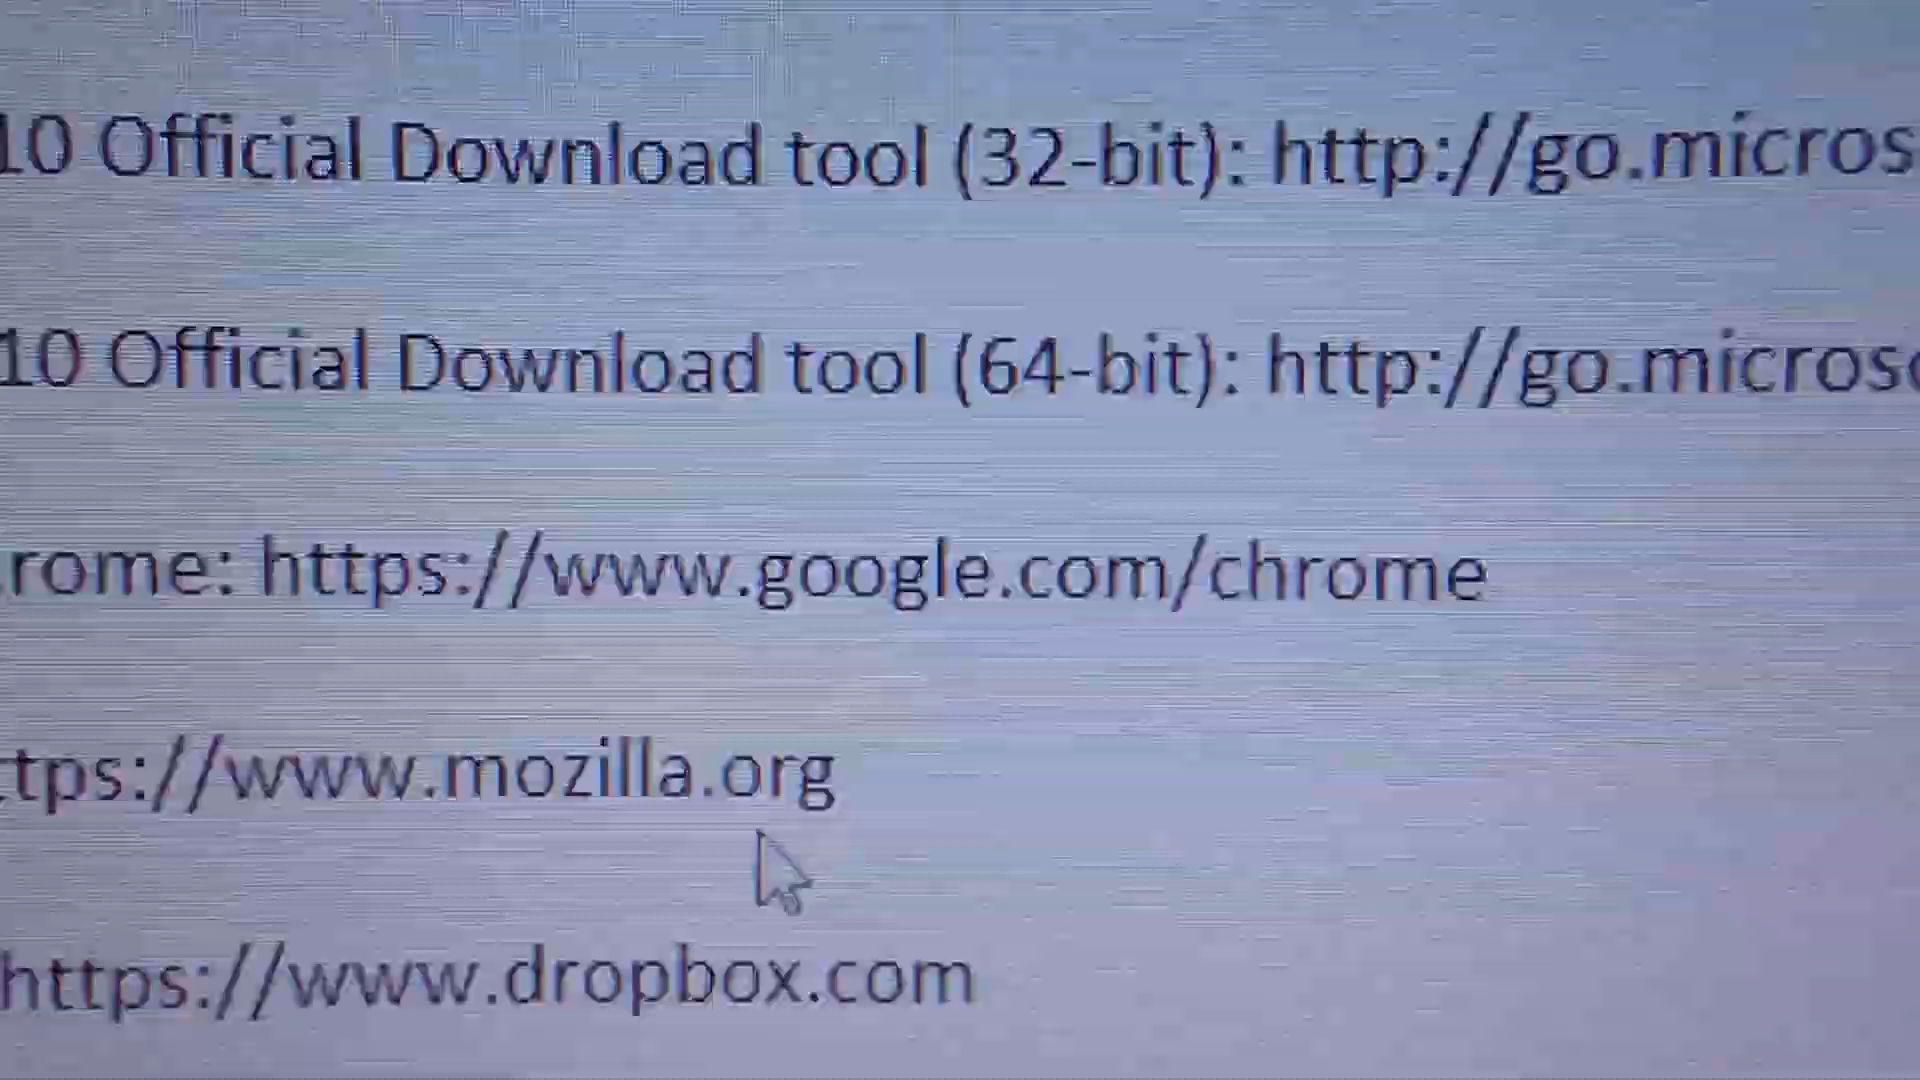 10 Official Download tool (32-bit): http://go.micros
10 Official Download tool (64-bit): http://go.micros
rome: https://www.google.com/chrome
tps://www.mozilla.org
https://www.dropbox.com